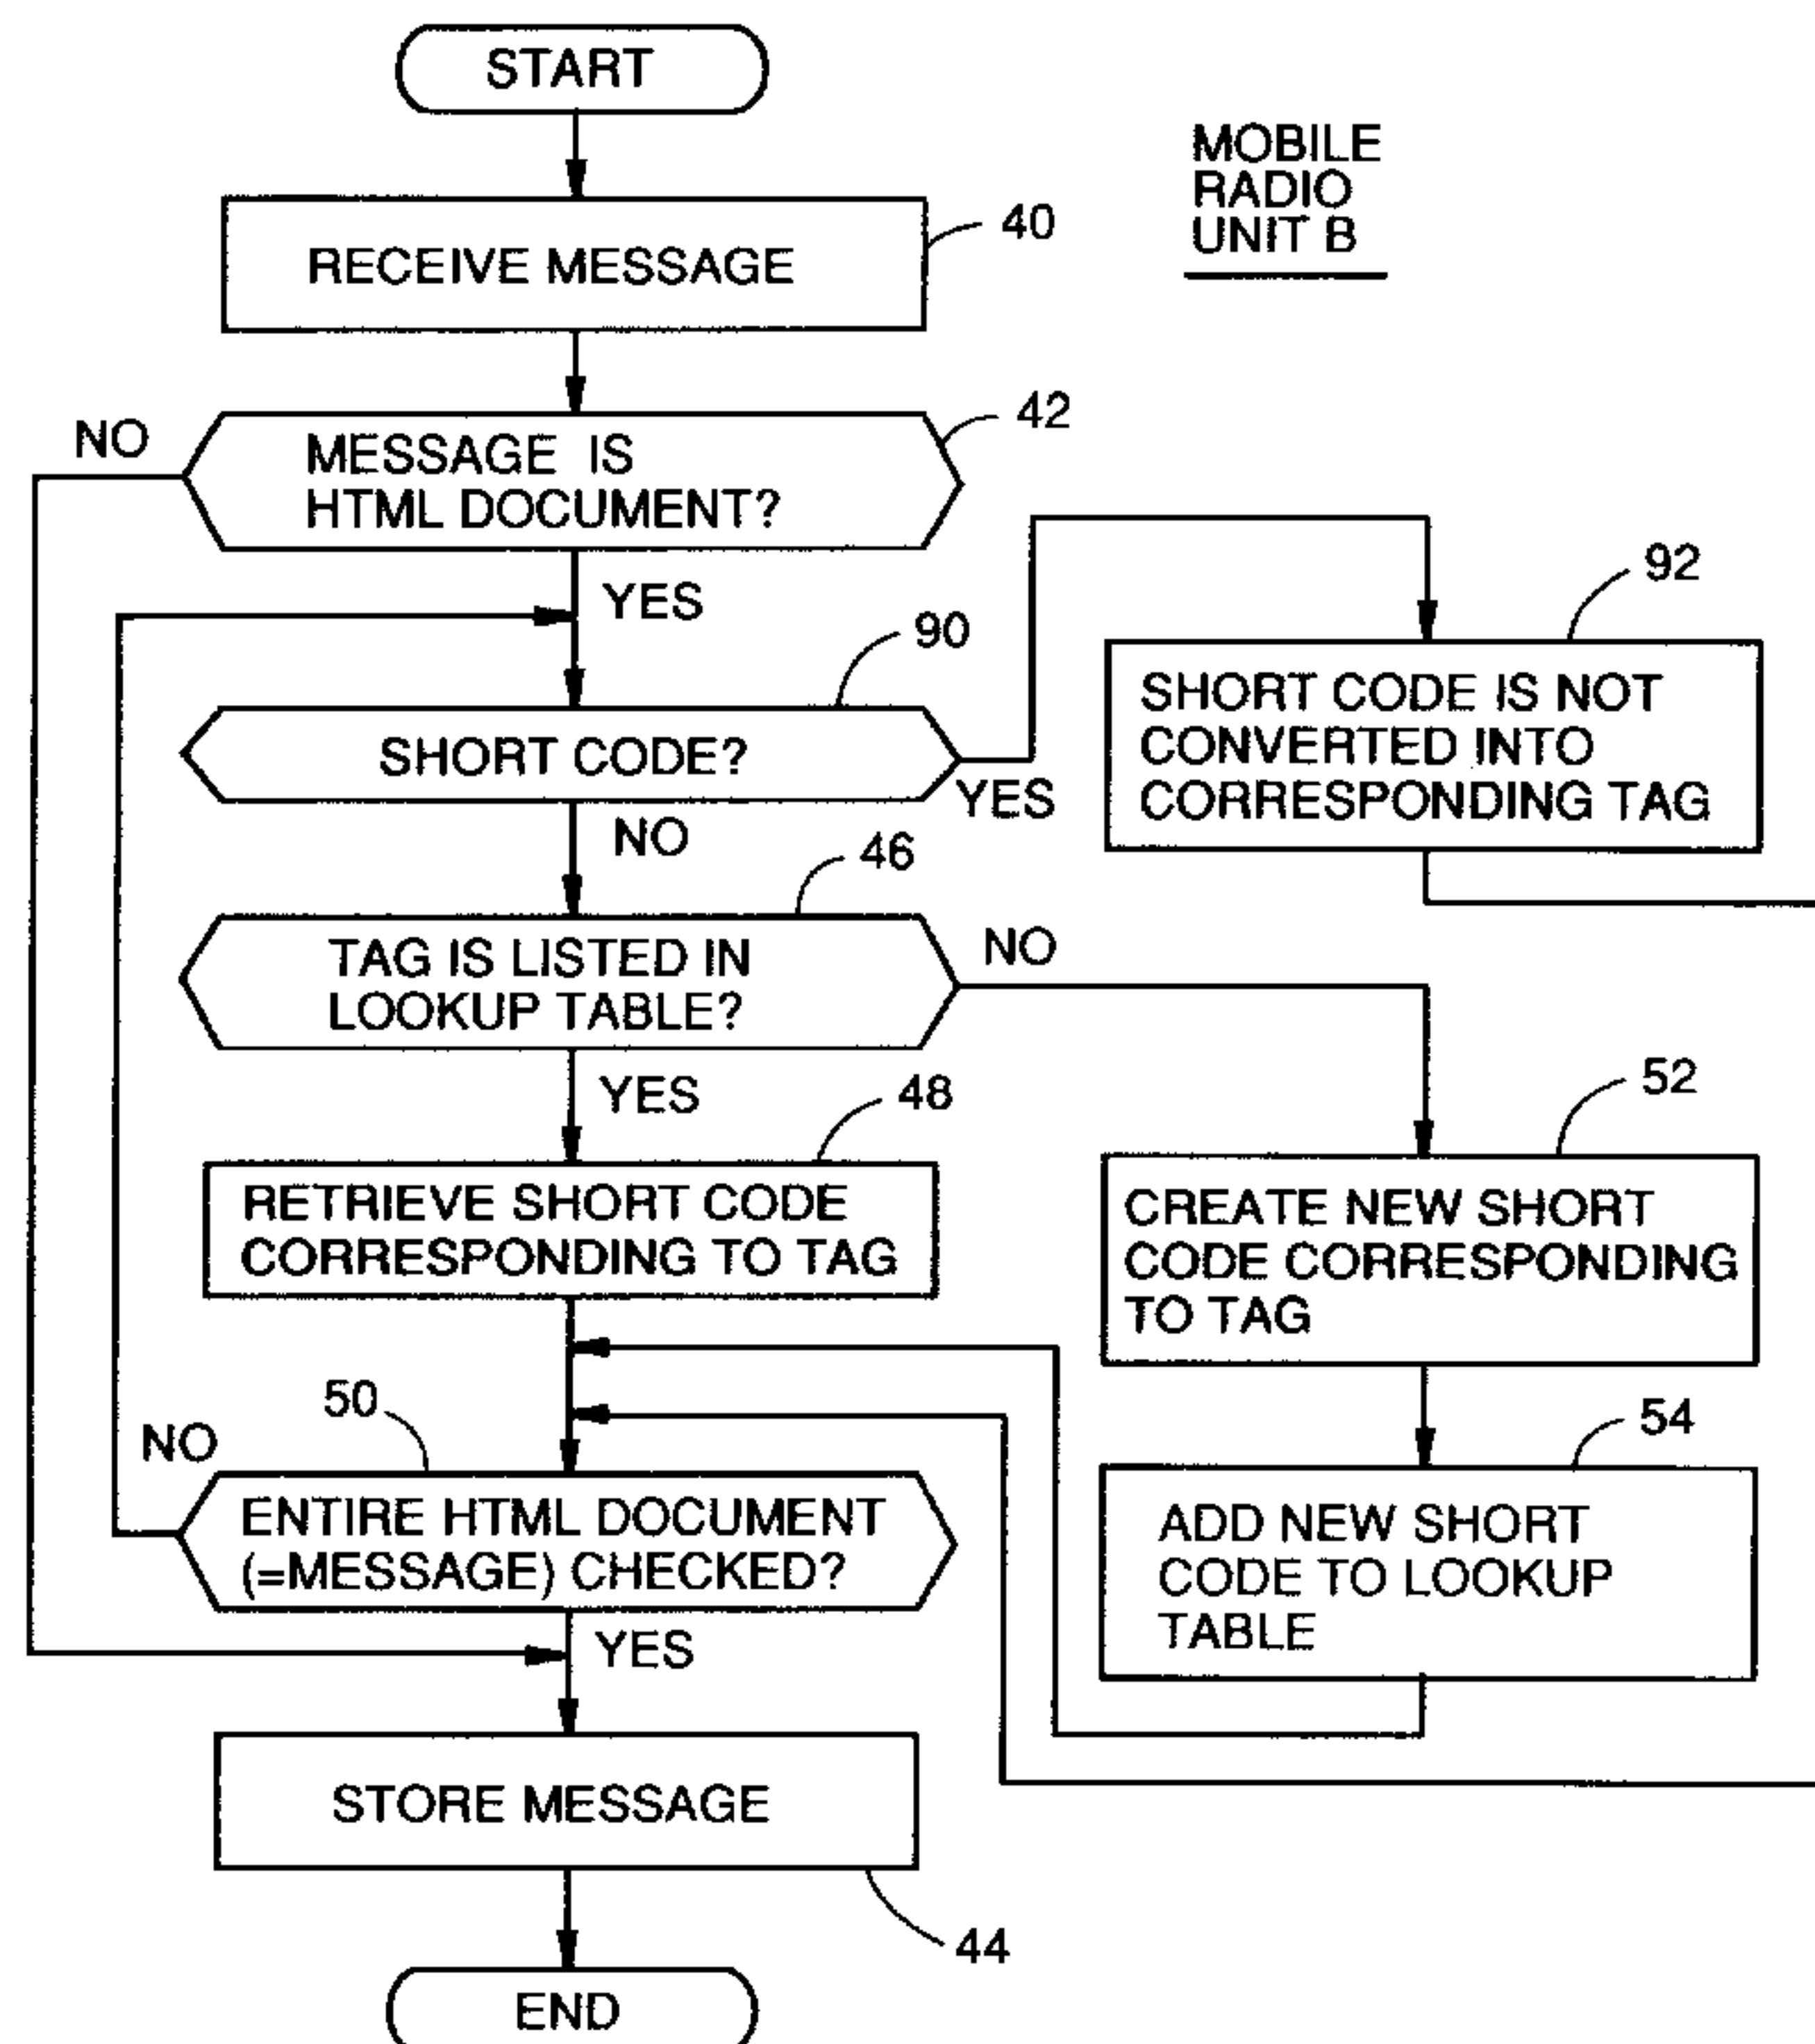 START
MOBILE
RADIO
UNIT B
RECEIVE MESSAGE
40
NO
MESSAGE IS
HTML DOCUMENT?
42
YES
SHORT CODE?
90
YES
SHORT CODE IS NOT
CONVERTED INTO
CORRESPONDING TAG
92
NO
TAG IS LISTED IN
LOOKUP TABLE?
46
NO
YES
RETRIEVE SHORT CODE
CORRESPONDING TO TAG
48
CREATE NEW SHORT
CODE CORRESPONDING
TO TAG
52
NO
50
ENTIRE HTML DOCUMENT
(=MESSAGE) CHECKED?
ADD NEW SHORT
CODE TO LOOKUP
TABLE
54
YES
STORE MESSAGE
44
END